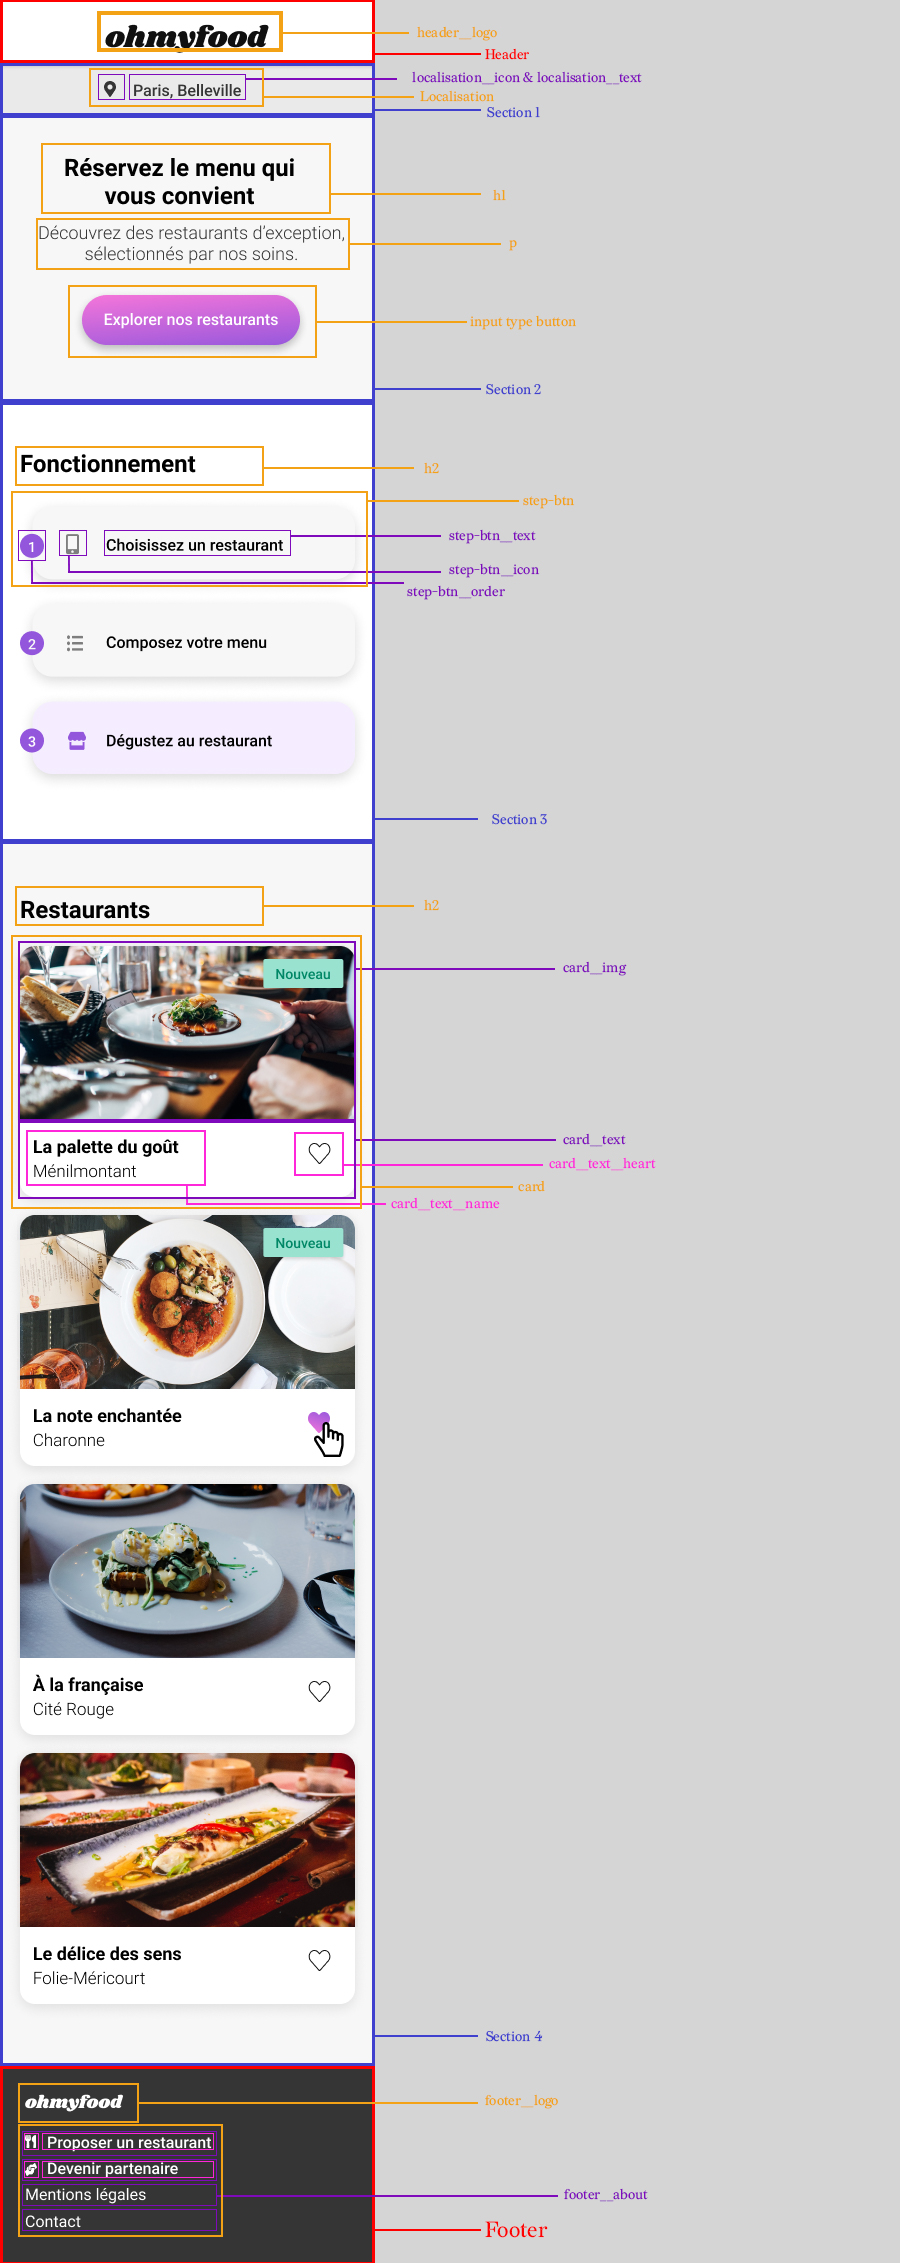 ohmyfood
header__logo
Header
localisation__icon & localisation__text
Paris, Belleville
Localisation
Section 1
Réservez le menu qui
vous convient
h1
Découvrez des restaurants d’exception,
sélectionnés par nos soins.
p
Explorer nos restaurants
input type button
Section 2
Fonctionnement
h2
step-btn
step-btn__text
1
Choisissez un restaurant
step-btn__icon
step-btn__order
2
Composez votre menu
3
Dégustez au restaurant
Section 3
Restaurants
h2
Nouveau
card__img
La palette du goût
card__text
Ménilmontant
card__text__heart
card
card__text__name
Nouveau
La note enchantée
Charonne
À la française
Cité Rouge
Le délice des sens
Folie-Méricourt
Section 4
ohmyfood
footer__logo
Proposer un restaurant
Devenir partenaire
Mentions légales
footer__about
Contact
Footer